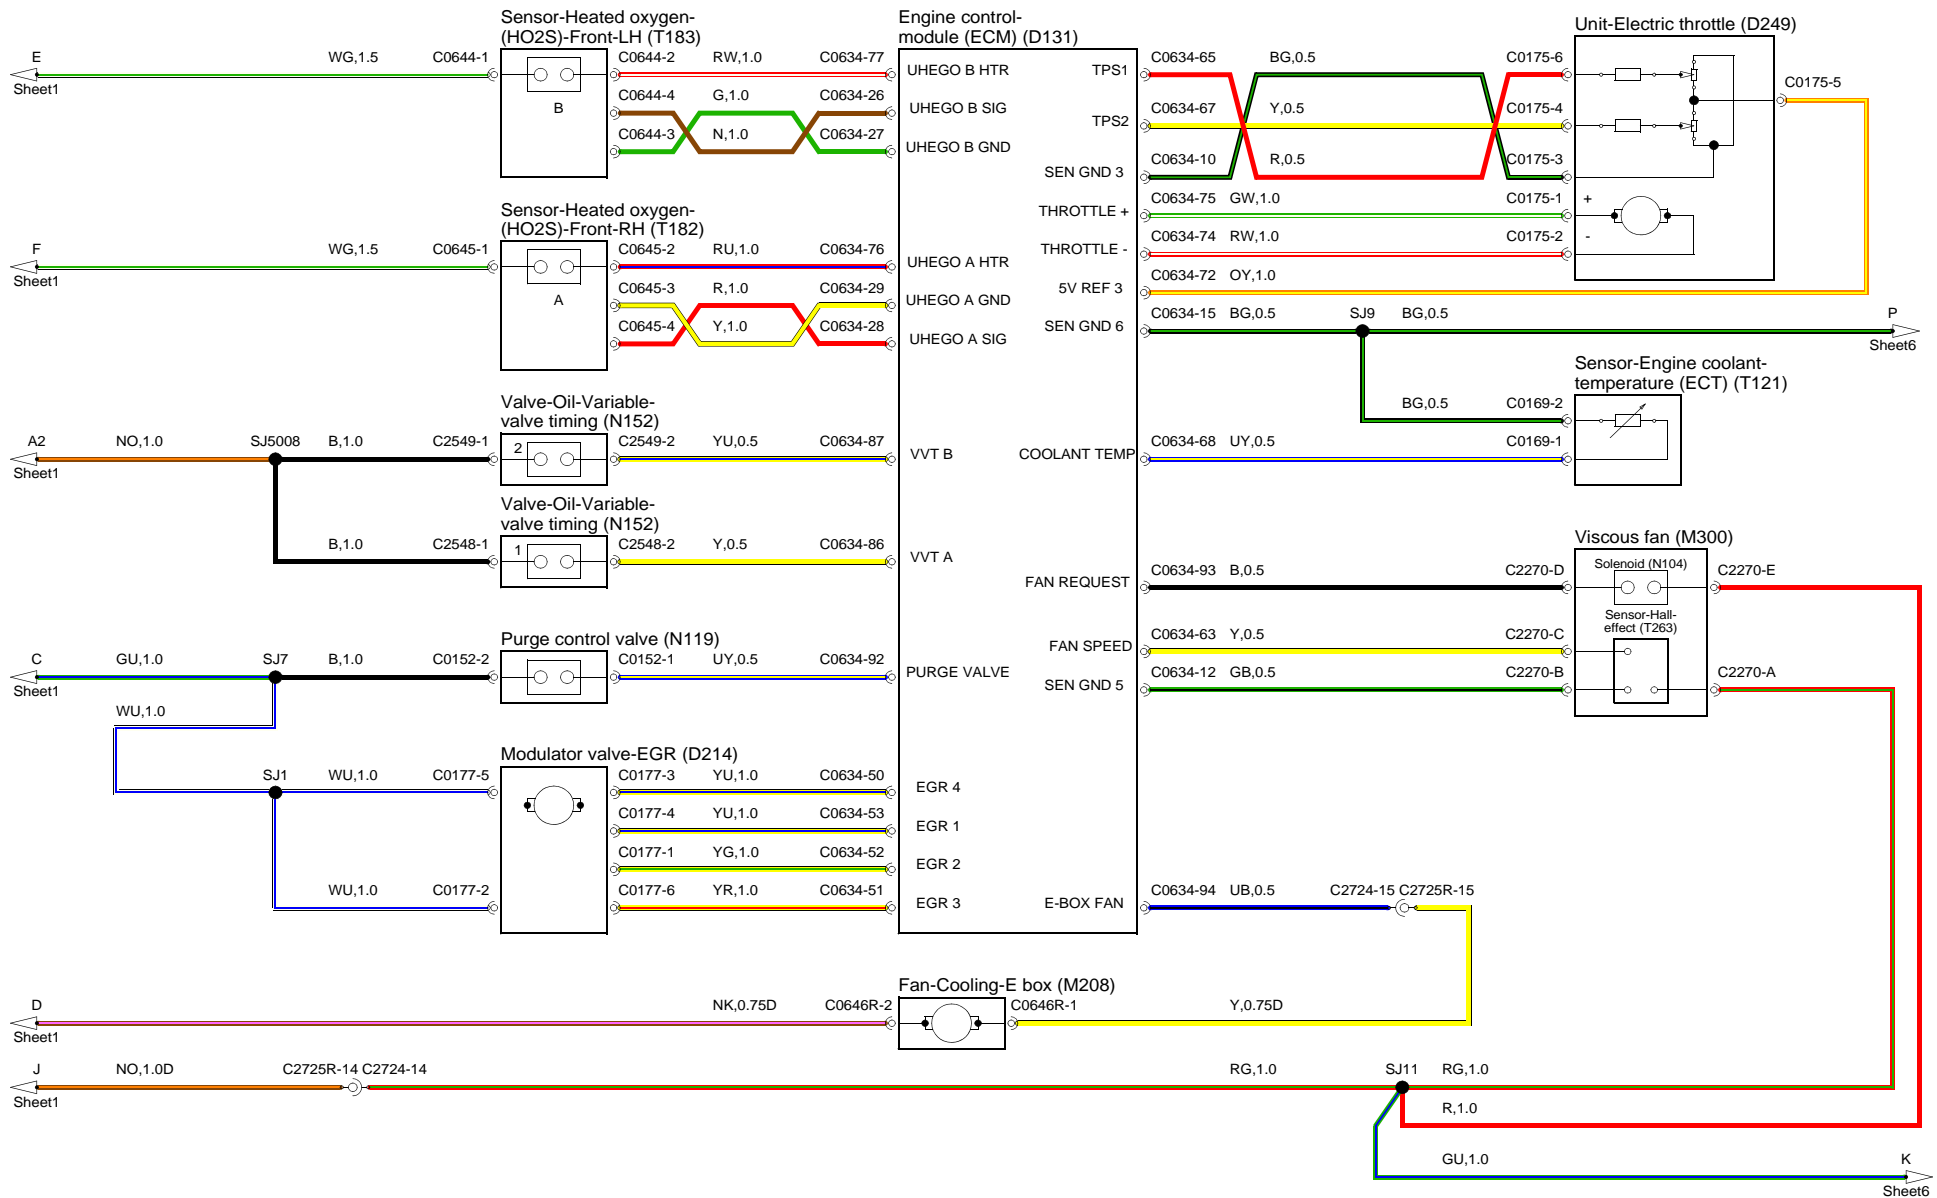 Sensor-Heated oxygen-
(HO2S)-Front-LH (T183)
Engine control-
module (ECM) (D131)
Unit-Electric throttle (D249)
E
Sheet1
WG,1.5
C0644-1
B
C0644-2
RW,1.0
C0634-77
UHEGO B HTR
C0644-4
G,1.0
C0634-26
UHEGO B SIG
C0644-3
N,1.0
C0634-27
UHEGO B GND
TPS1
C0634-65
BG,0.5
C0175-6
C0175-5
TPS2
C0634-67
Y,0.5
C0175-4
SEN GND 3
C0634-10
R,0.5
C0175-3
THROTTLE +
C0634-75
GW,1.0
C0175-1
+
THROTTLE -
C0634-74
RW,1.0
C0175-2
-
5V REF 3
C0634-72
OY,1.0
SEN GND 6
C0634-15
BG,0.5
SJ9
BG,0.5
P
Sheet6
Sensor-Heated oxygen-
(HO2S)-Front-RH (T182)
F
Sheet1
WG,1.5
C0645-1
A
C0645-2
RU,1.0
C0634-76
UHEGO A HTR
C0645-3
R,1.0
C0634-29
UHEGO A GND
C0645-4
Y,1.0
C0634-28
UHEGO A SIG
Sensor-Engine coolant-
temperature (ECT) (T121)
BG,0.5
C0169-2
COOLANT TEMP
C0634-68
UY,0.5
C0169-1
Valve-Oil-Variable-
valve timing (N152)
A2
Sheet1
NO,1.0
SJ5008
B,1.0
C2549-1
2
C2549-2
YU,0.5
C0634-87
VVT B
Valve-Oil-Variable-
valve timing (N152)
B,1.0
C2548-1
1
C2548-2
Y,0.5
C0634-86
VVT A
Viscous fan (M300)
Solenoid (N104)
FAN REQUEST
C0634-93
B,0.5
C2270-D
C2270-E
Sensor-Hall-
effect (T263)
FAN SPEED
C0634-63
Y,0.5
C2270-C
SEN GND 5
C0634-12
GB,0.5
C2270-B
C2270-A
Purge control valve (N119)
C
Sheet1
GU,1.0
SJ7
B,1.0
C0152-2
C0152-1
UY,0.5
C0634-92
PURGE VALVE
WU,1.0
Modulator valve-EGR (D214)
SJ1
WU,1.0
C0177-5
C0177-3
YU,1.0
C0634-50
EGR 4
C0177-4
YU,1.0
C0634-53
EGR 1
C0177-1
YG,1.0
C0634-52
EGR 2
WU,1.0
C0177-2
C0177-6
YR,1.0
C0634-51
EGR 3
E-BOX FAN
C0634-94
UB,0.5
C2724-15
C2725R-15
Fan-Cooling-E box (M208)
D
Sheet1
NK,0.75D
C0646R-2
C0646R-1
Y,0.75D
J
Sheet1
NO,1.0D
C2725R-14
C2724-14
RG,1.0
SJ11
RG,1.0
R,1.0
GU,1.0
K
Sheet6